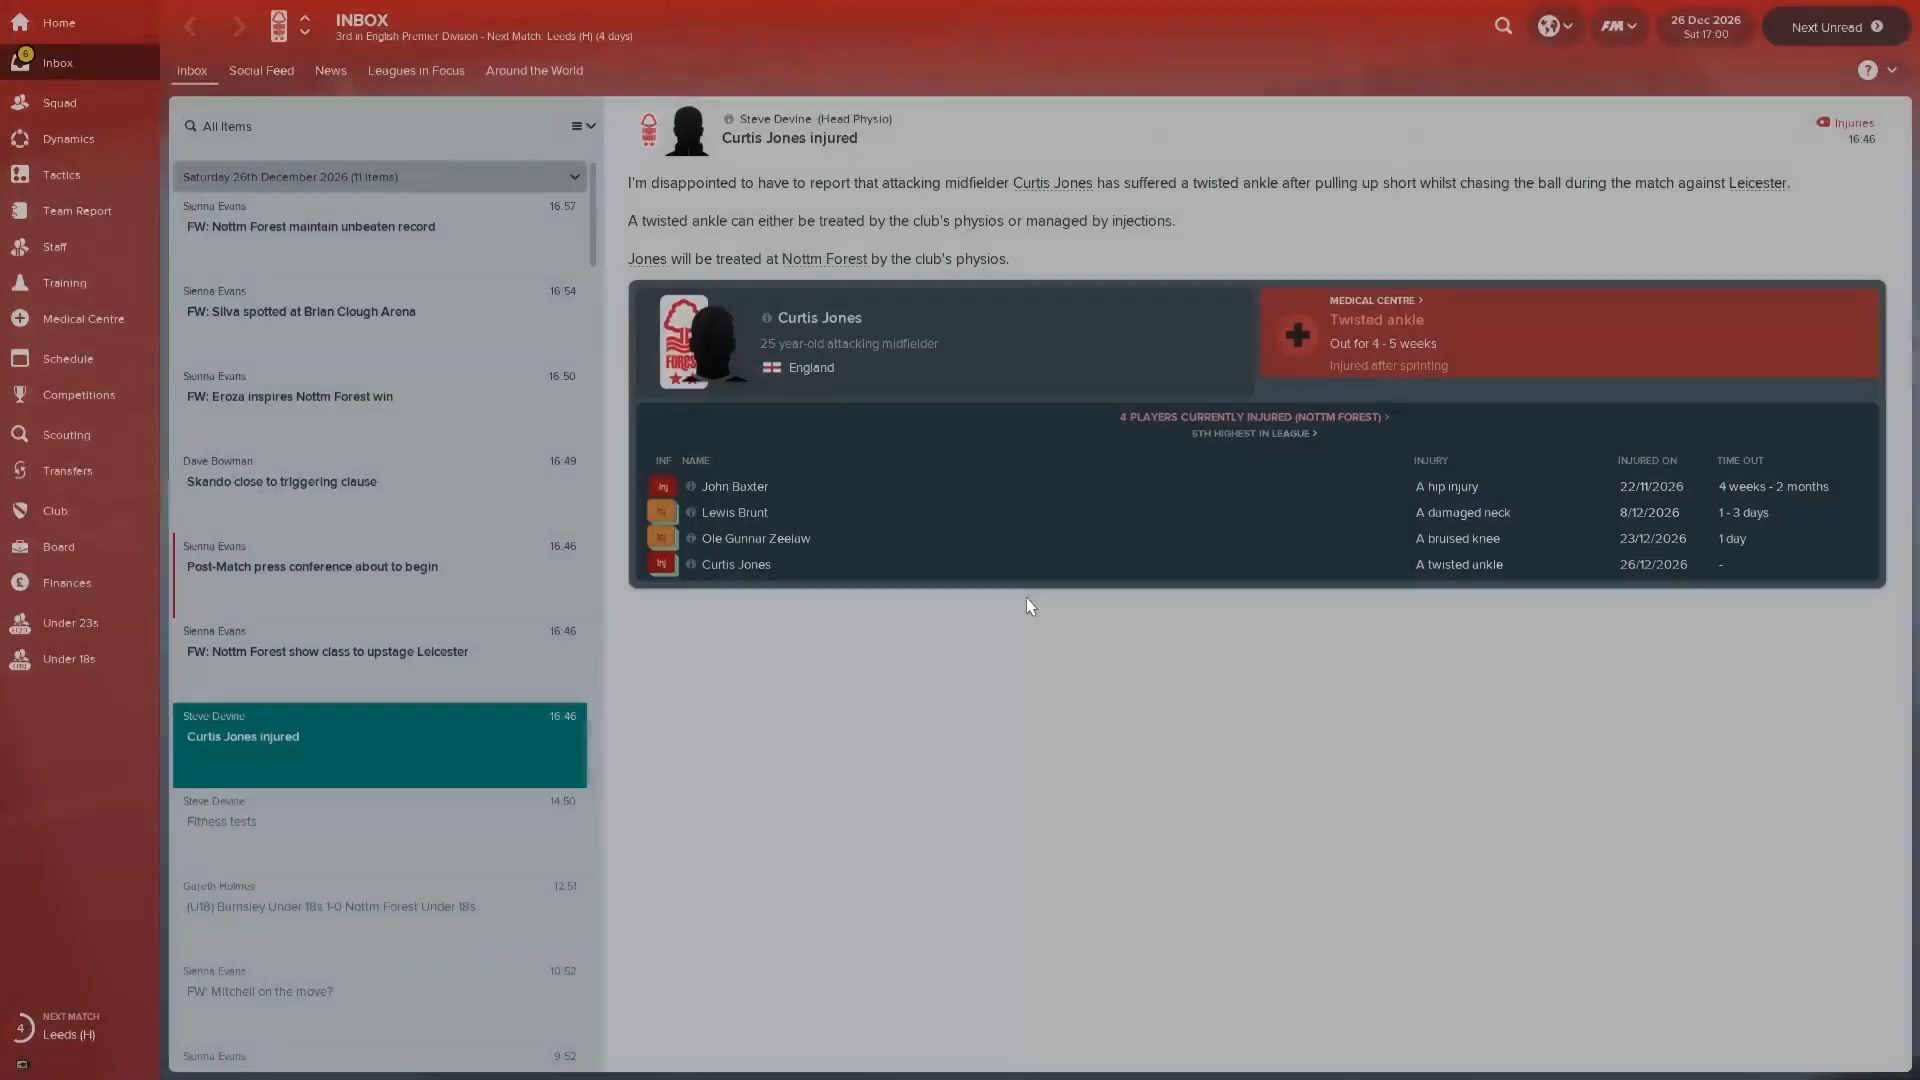 Home
6
Inbox
Squad
Dynamics
Tactics
Team Report
Staff
Training
Medical Centre
Schedule
Competitions
Scouting
Transfers
Club
Board
Finances
Under 23s
Under 18s
4
NEXT MATCH
Leeds (H)
INBOX
3rd in English Premier Division - Next Match: Leeds (H) (4 days)
FM
26 Dec 2026
Sat 17:00
Next Unread
Inbox Social Feed News Leagues in Focus Around the World
?
All Items
Saturday 26th December 2026 (11 items)
Sienna Evans 16:57
FW: Nottm Forest maintain unbeaten record
Sienna Evans 16:54
FW: Silva spotted at Brian Clough Arena
Sienna Evans 16:50
FW: Eroza inspires Nottm Forest win
Dave Bowman 16:49
Skando close to triggering clause
Sienna Evans 16:46
Post-Match press conference about to begin
Sienna Evans 16:46
FW: Nottm Forest show class to upstage Leicester
Steve Devine 16:46
Curtis Jones injured
Steve Devine 14:50
Fitness tests
Gareth Holmes 12:51
(U18) Barnsley Under 18s 1-0 Nottm Forest Under 18s
Sienna Evans 10:52
FW: Mitchell on the move?
Sienna Evans 9:52
Steve Devine (Head Physio)
Curtis Jones injured
Injuries
16:46
I'm disappointed to have to report that attacking midfielder Curtis Jones has suffered a twisted ankle after pulling up short whilst chasing the ball during the match against Leicester.
A twisted ankle can either be treated by the club's physios or managed by injections.
Jones will be treated at Nottm Forest by the club's physios.
FOREST
Curtis Jones
25 year-old attacking midfielder
England
MEDICAL CENTRE >
Twisted ankle
Out for 4 - 5 weeks
Injured after sprinting
4 PLAYERS CURRENTLY INJURED (NOTTM FOREST) >
5TH HIGHEST IN LEAGUE >
INF NAME INJURY INJURED ON TIME OUT
Inj John Baxter A hip injury 22/11/2026 4 weeks - 2 months
Inj Lewis Brunt A damaged neck 8/12/2026 1 - 3 days
Inj Ole Gunnar Zeelaw A bruised knee 23/12/2026 1 day
Inj Curtis Jones A twisted ankle 26/12/2026 -